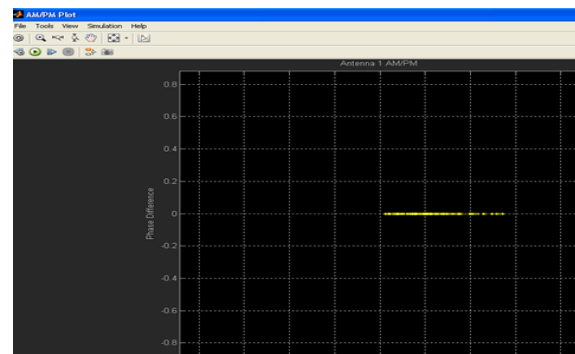 AM/PM Plot
File Tools View Simulation Help
Antenna 1 AM/PM
0.8
0.6
0.4
0.2
0
-0.2
-0.4
-0.6
-0.8
Phase Difference